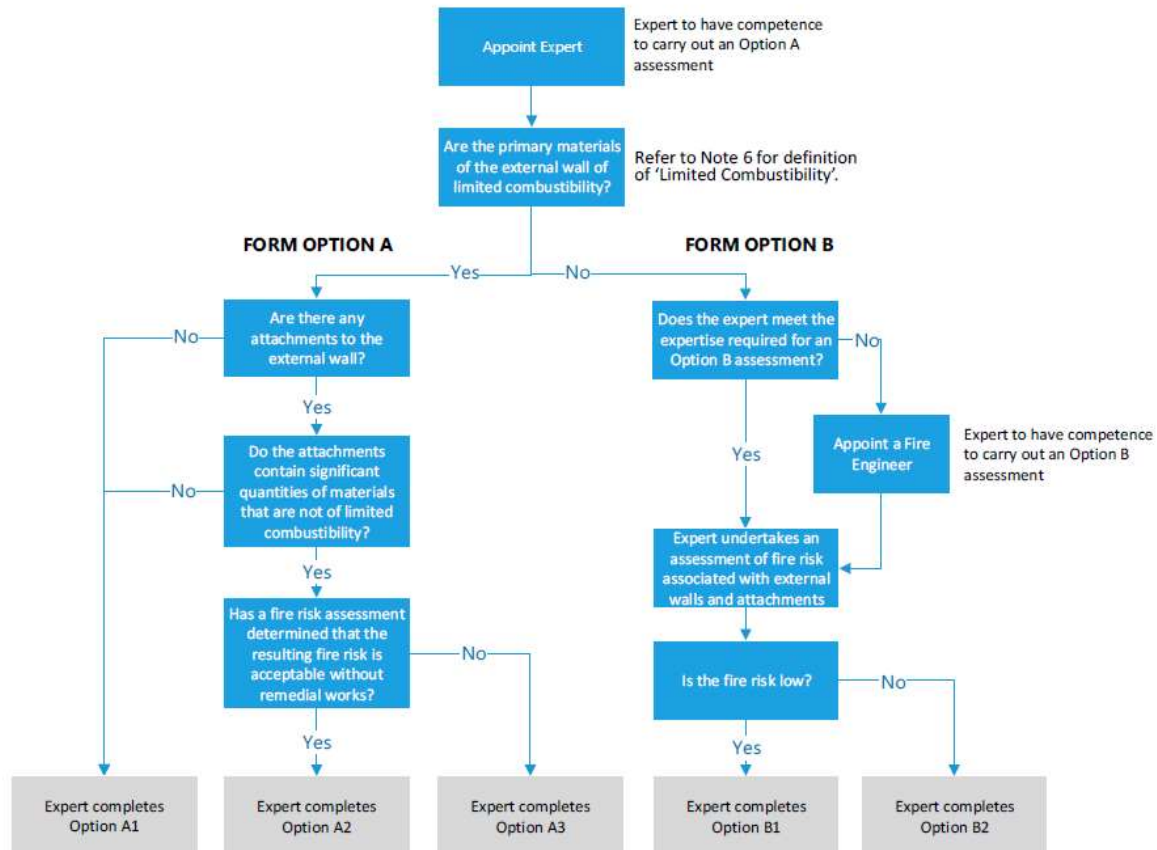 Appoint Expert
Expert to have competence
to carry out an Option A
assessment
Are the primary materials
of the external wall of
limited combustibility?
Refer to Note 6 for definition
of ‘Limited Combustibility’.
FORM OPTION A
FORM OPTION B
Yes
No
Are there any
attachments to the
external wall?
No
Yes
Do the attachments
contain significant
quantities of materials
that are not of limited
combustibility?
No
Yes
Has a fire risk assessment
determined that the
resulting fire risk is
acceptable without
remedial works?
No
Yes
Does the expert meet the
expertise required for an
Option B assessment?
No
Yes
Appoint a Fire
Engineer
Expert to have competence
to carry out an Option B
assessment
Expert undertakes an
assessment of fire risk
associated with external
walls and attachments
Is the fire risk low?
No
Yes
Expert completes
Option A1
Expert completes
Option A2
Expert completes
Option A3
Expert completes
Option B1
Expert completes
Option B2